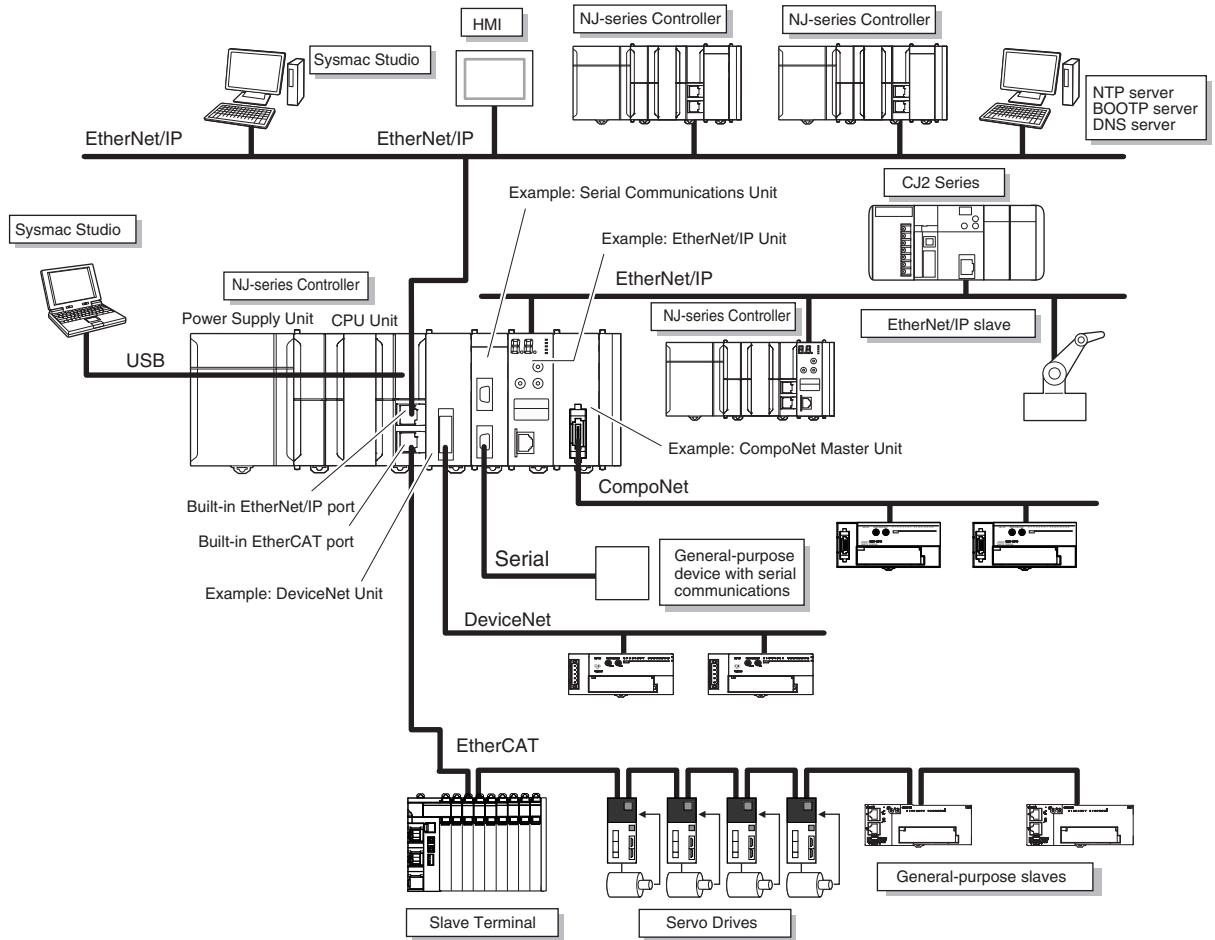 HMI
NJ-series Controller
NJ-series Controller
Sysmac Studio
NTP server
BOOTP server
DNS server
EtherNet/IP
EtherNet/IP
CJ2 Series
Example: Serial Communications Unit
Sysmac Studio
Example: EtherNet/IP Unit
EtherNet/IP
NJ-series Controller
NJ-series Controller
EtherNet/IP slave
Power Supply Unit
CPU Unit
USB
Example: CompoNet Master Unit
CompoNet
Built-in EtherNet/IP port
Built-in EtherCAT port
Serial
General-purpose
device with serial
communications
Example: DeviceNet Unit
DeviceNet
EtherCAT
General-purpose slaves
Slave Terminal
Servo Drives